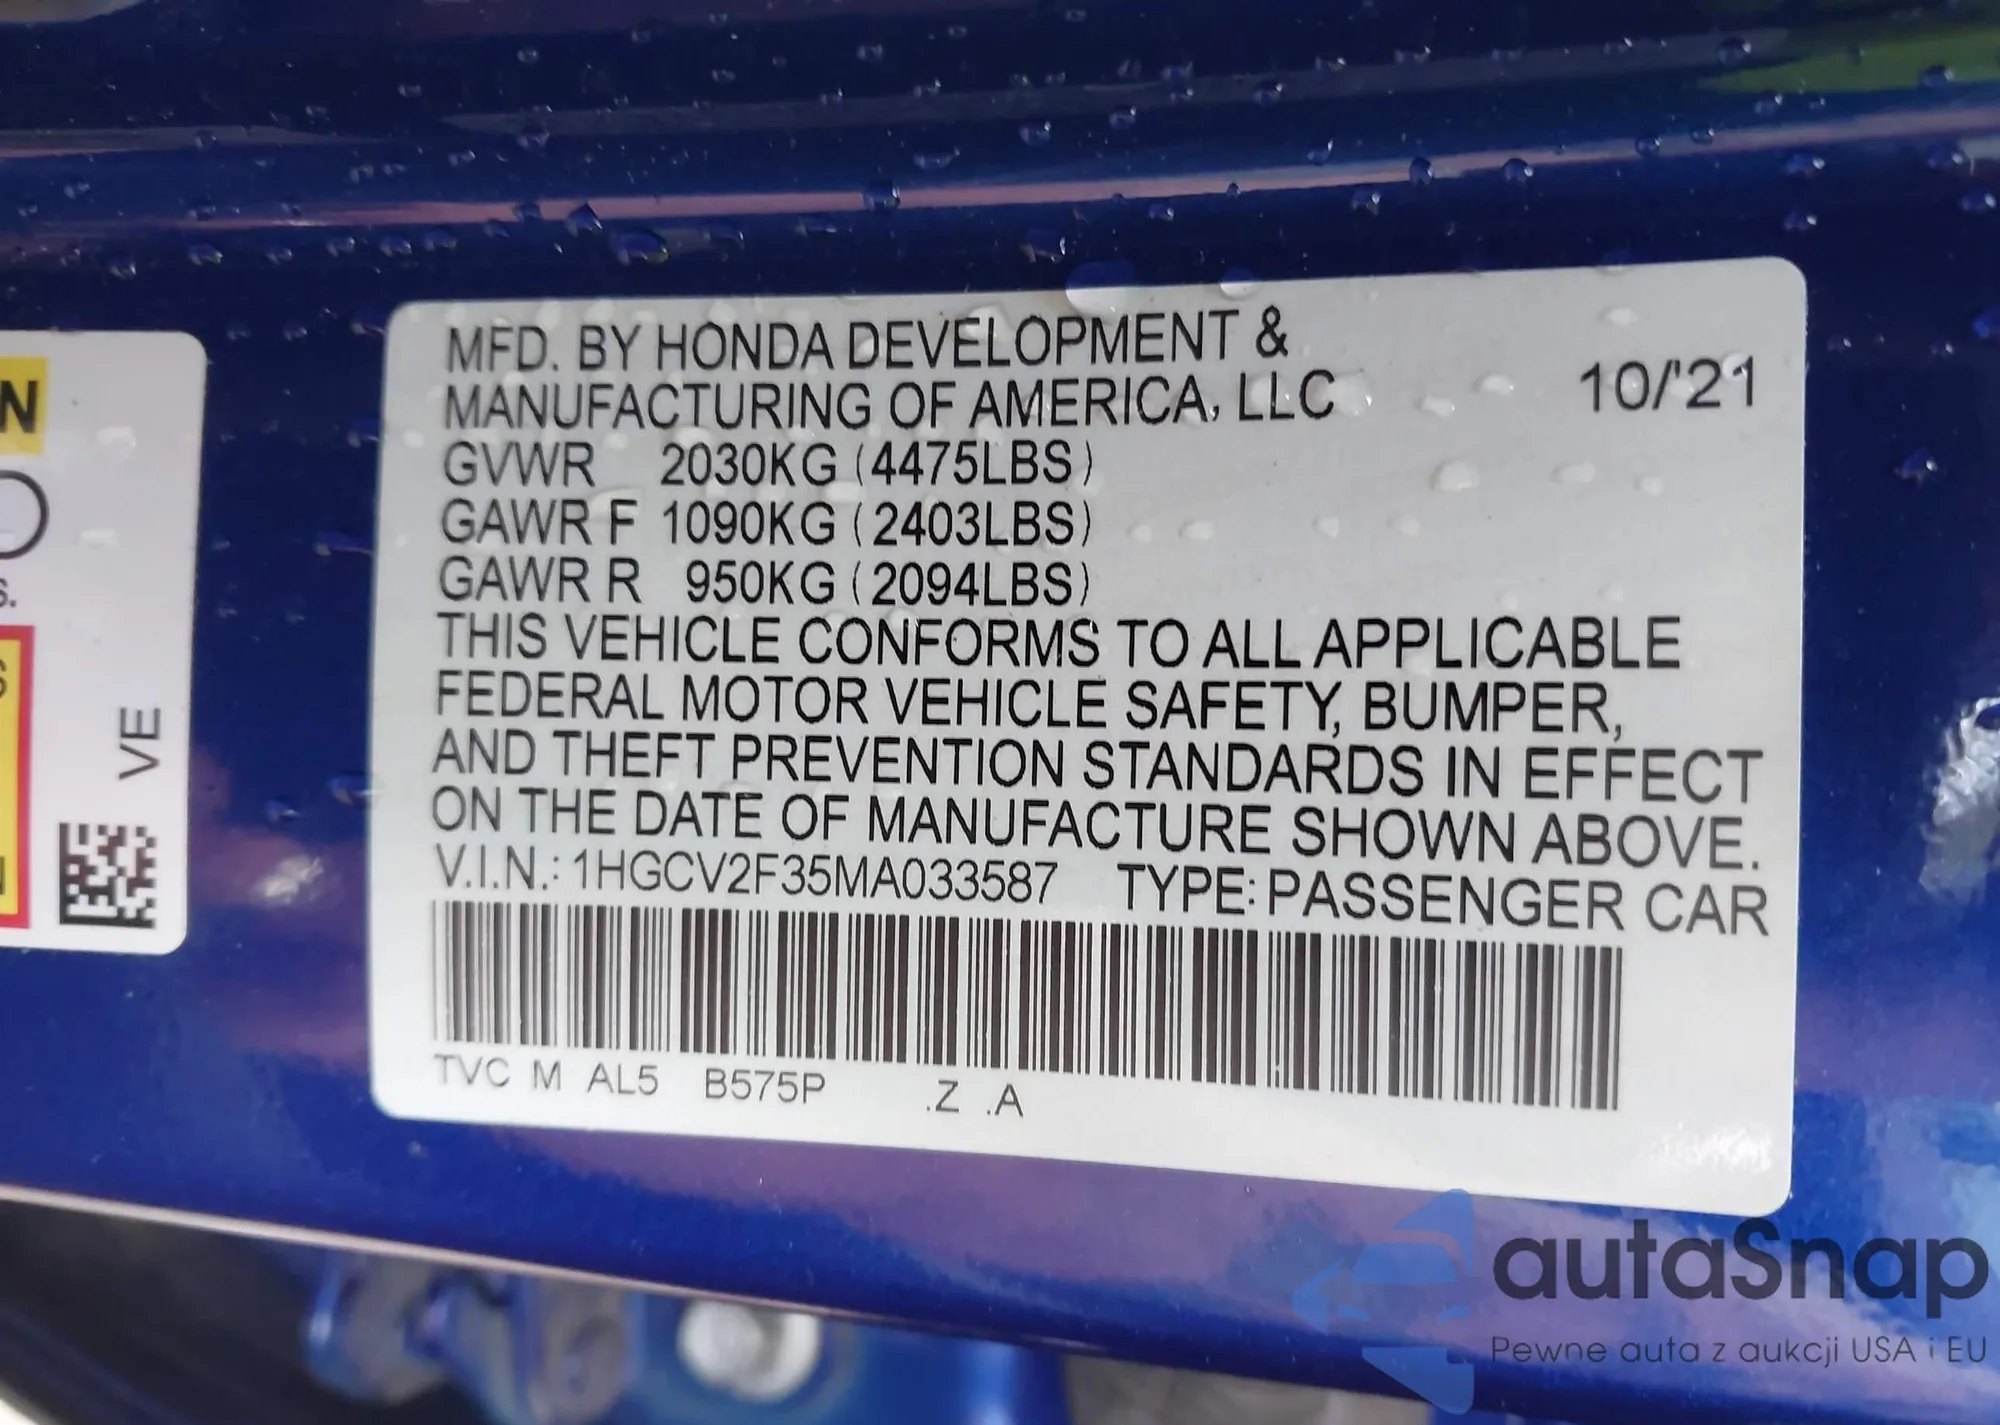 MFD. BY HONDA DEVELOPMENT &
MANUFACTURING OF AMERICA, LLC
10/'21
GVWR 2030KG (4475LBS)
GAWR F 1090KG (2403LBS)
GAWR R 950KG (2094LBS)
THIS VEHICLE CONFORMS TO ALL APPLICABLE
FEDERAL MOTOR VEHICLE SAFETY, BUMPER,
AND THEFT PREVENTION STANDARDS IN EFFECT
ON THE DATE OF MANUFACTURE SHOWN ABOVE.
V.I.N.: 1HGCV2F35MA033587 TYPE: PASSENGER CAR
TVC M AL5 B575P .Z .A
VE
autaSnap
Pewne auta z aukcji USA i EU